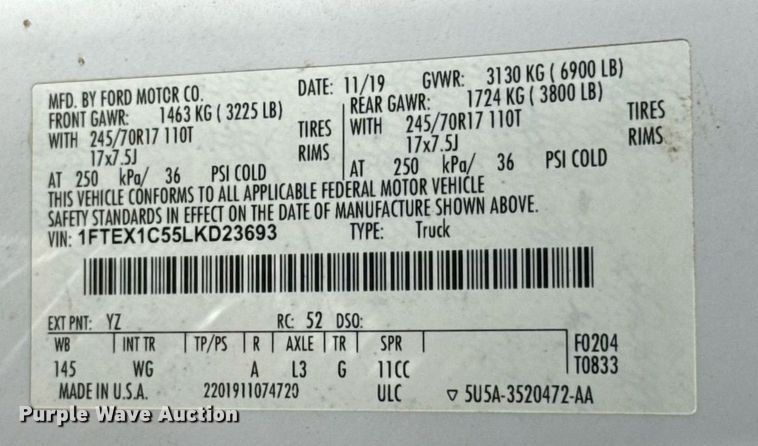 MFD. BY FORD MOTOR CO. DATE: 11/19 GVWR: 3130 KG ( 6900 LB)
FRONT GAWR: 1463 KG ( 3225 LB) REAR GAWR: 1724 KG ( 3800 LB)
WITH 245/70R17 110T TIRES WITH 245/70R17 110T TIRES
17x7.5J RIMS 17x7.5J RIMS
AT 250 kPa/ 36 PSI COLD AT 250 kPa/ 36 PSI COLD
THIS VEHICLE CONFORMS TO ALL APPLICABLE FEDERAL MOTOR VEHICLE
SAFETY STANDARDS IN EFFECT ON THE DATE OF MANUFACTURE SHOWN ABOVE.
VIN: 1FTEX1C55LKD23693 TYPE: Truck
EXT PNT: YZ RC: 52 DSO:
WB INT TR TP/PS R AXLE TR SPR F0204
145 WG A L3 G 11CC T0833
MADE IN U.S.A. 2201911074720 ULC ▽ 5U5A-3520472-AA
Purple Wave Auction